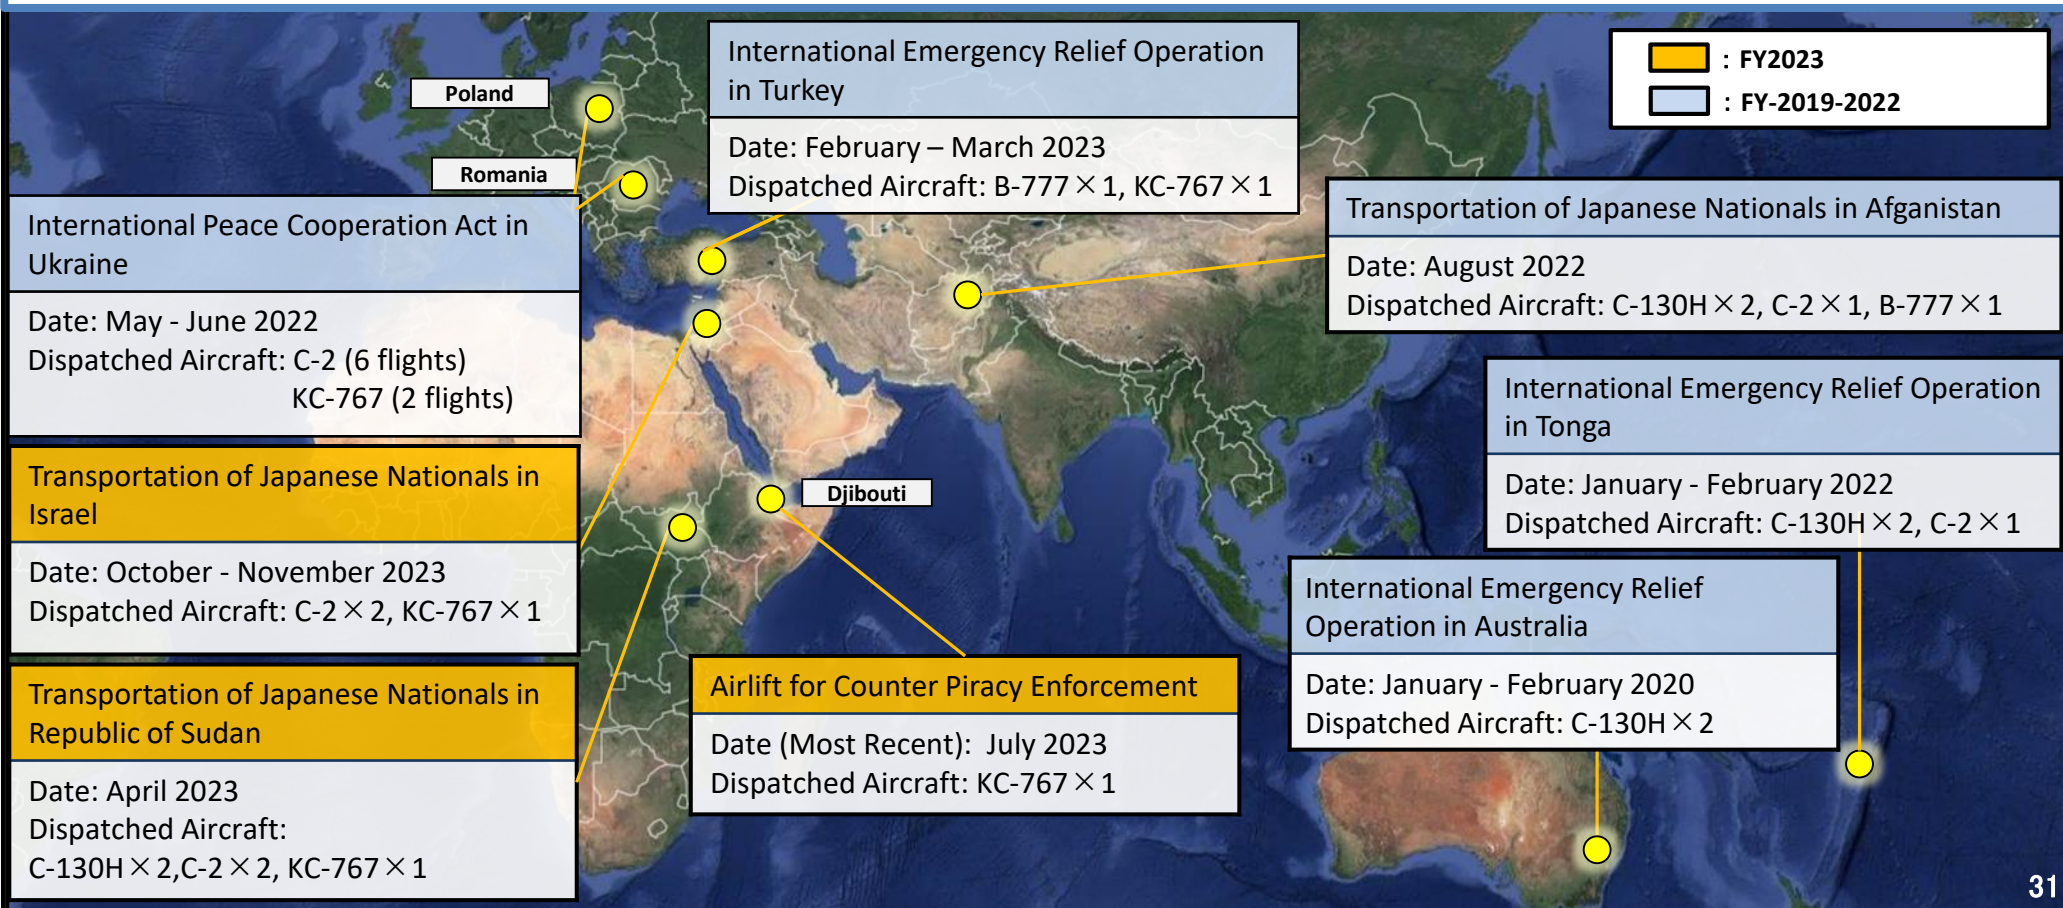 : FY2023
: FY-2019-2022
Poland
Romania
International Emergency Relief Operation
in Turkey
Date: February – March 2023
Dispatched Aircraft: B-777×1, KC-767×1
International Peace Cooperation Act in
Ukraine
Date: May - June 2022
Dispatched Aircraft: C-2 (6 flights)
KC-767 (2 flights)
Transportation of Japanese Nationals in Afganistan
Date: August 2022
Dispatched Aircraft: C-130H×2, C-2×1, B-777×1
International Emergency Relief Operation
in Tonga
Date: January - February 2022
Dispatched Aircraft: C-130H×2, C-2×1
Transportation of Japanese Nationals in
Israel
Date: October - November 2023
Dispatched Aircraft: C-2×2, KC-767×1
Djibouti
International Emergency Relief
Operation in Australia
Date: January - February 2020
Dispatched Aircraft: C-130H×2
Transportation of Japanese Nationals in
Republic of Sudan
Date: April 2023
Dispatched Aircraft:
C-130H×2,C-2×2, KC-767×1
Airlift for Counter Piracy Enforcement
Date (Most Recent): July 2023
Dispatched Aircraft: KC-767×1
31